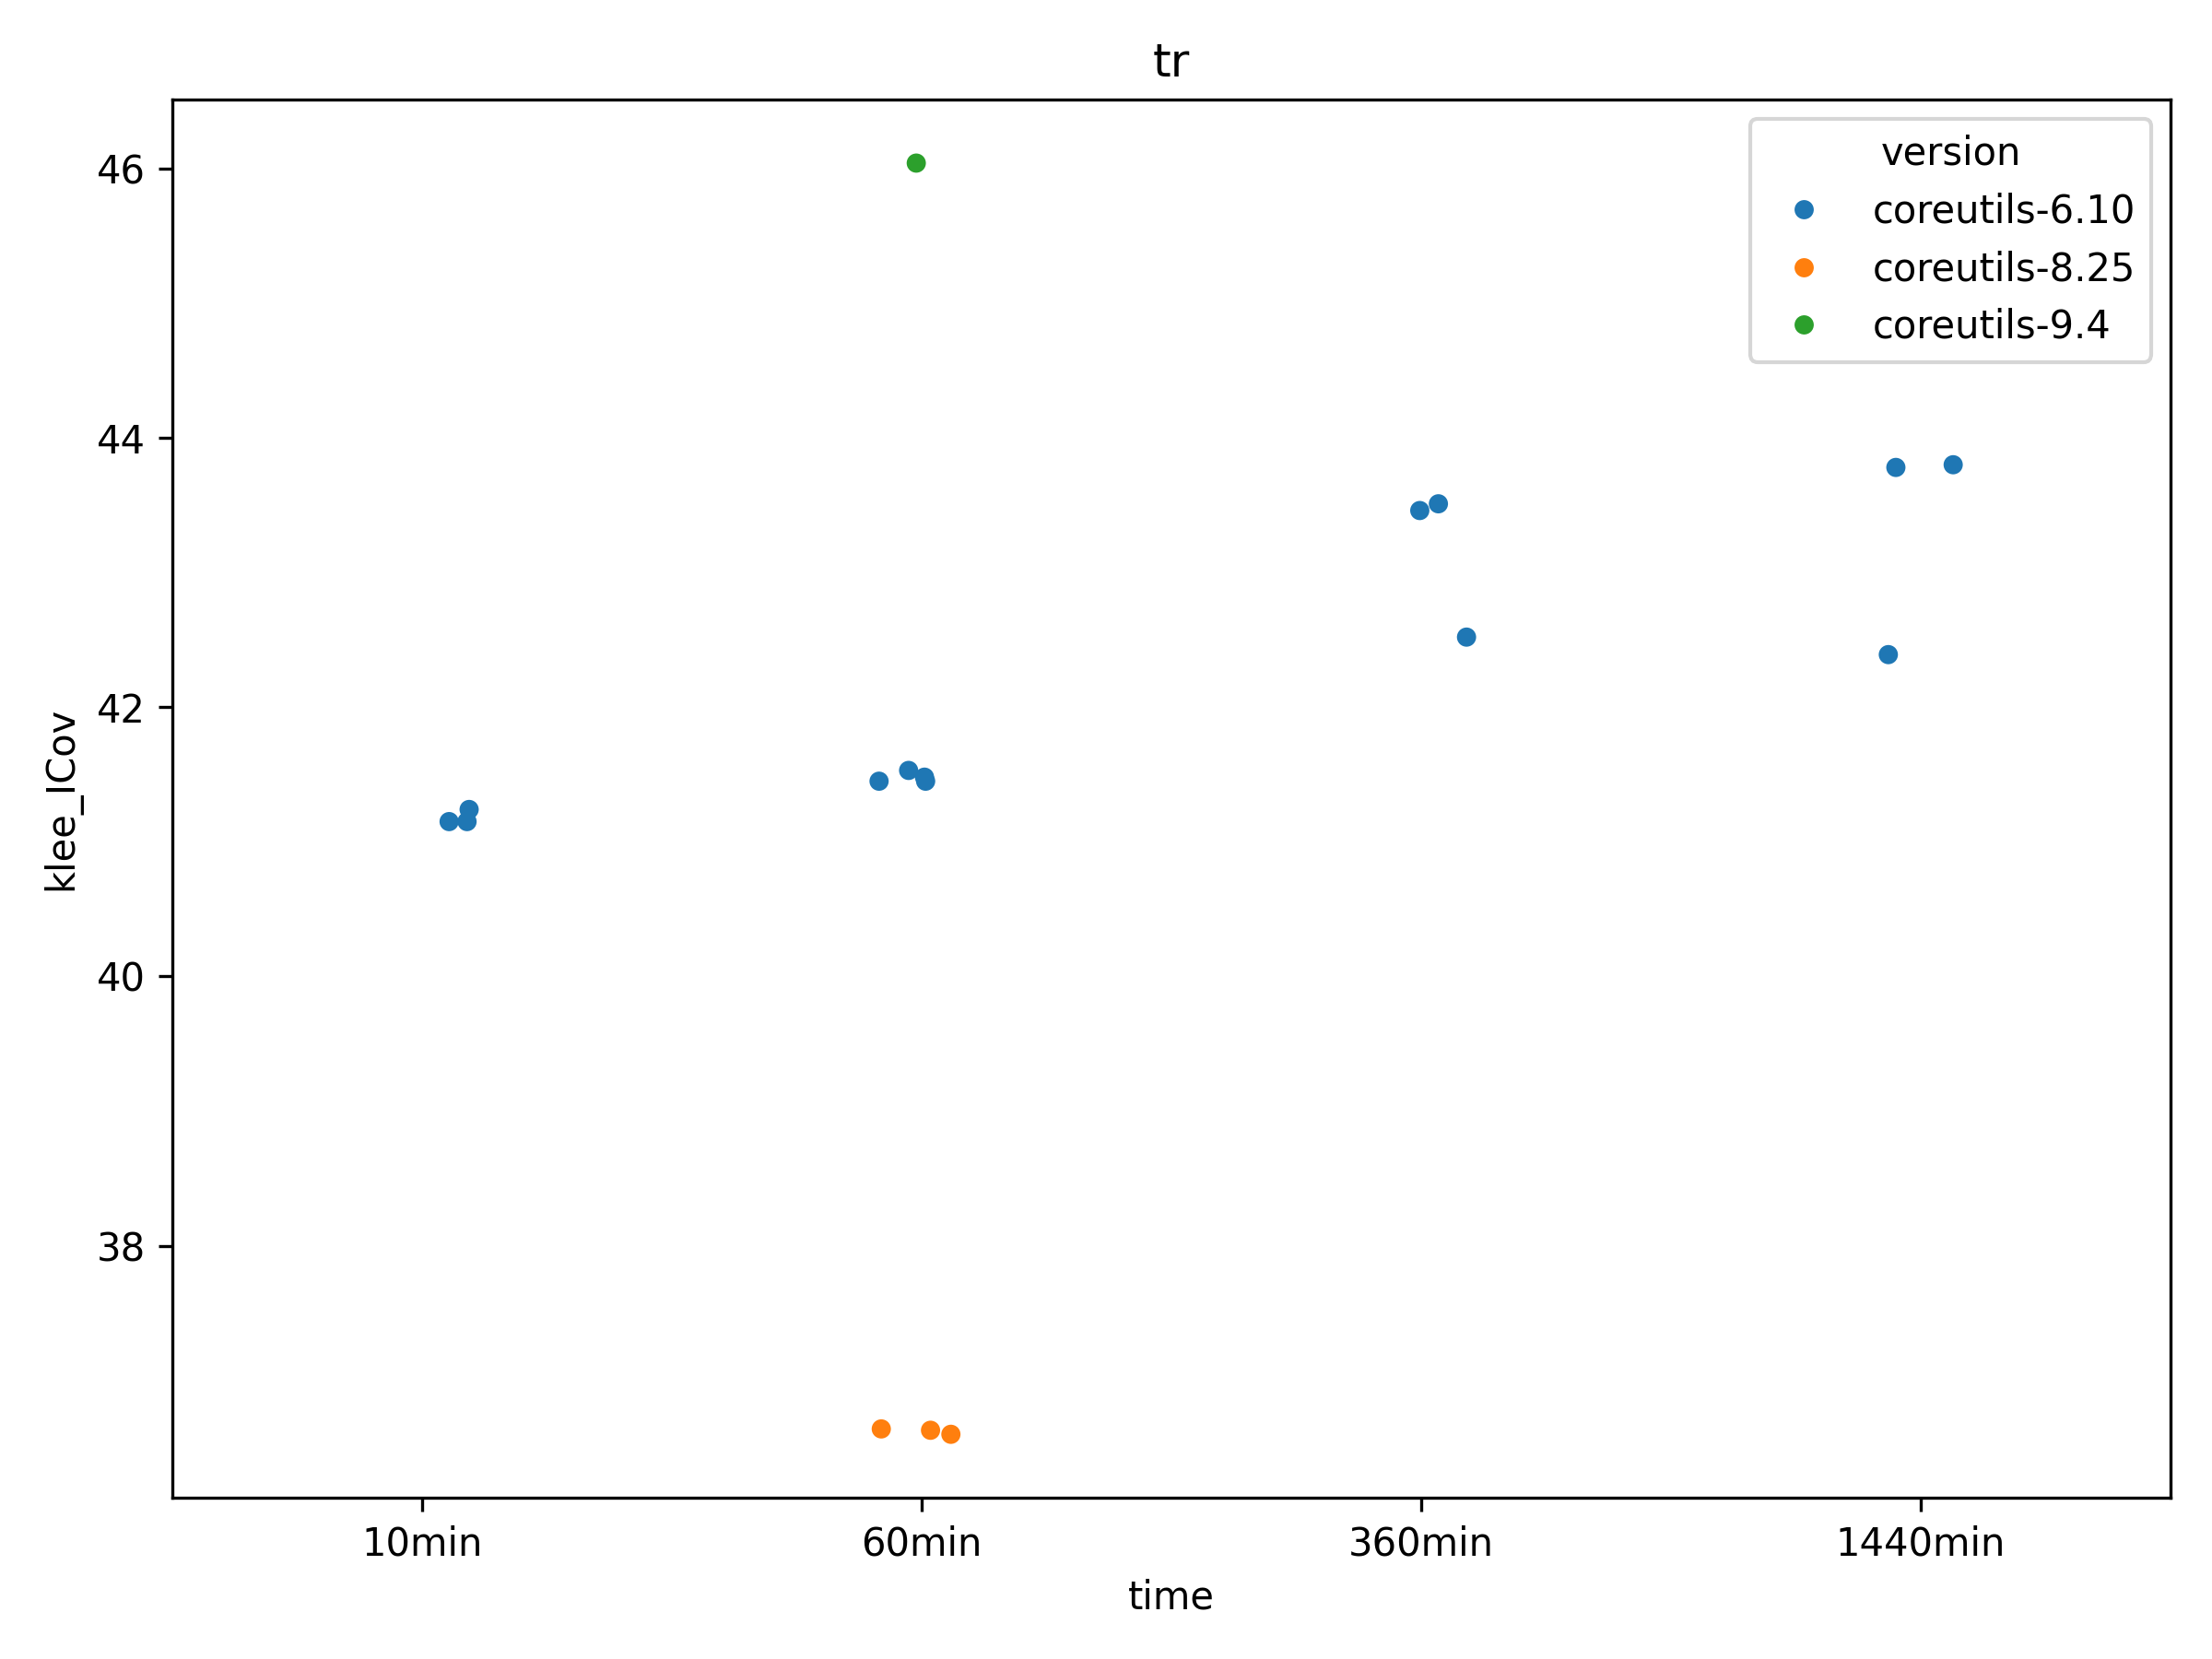 tr
version
coreutils-6.10
coreutils-8.25
coreutils-9.4
46
44
42
40
38
klee_ICov
10min
60min
360min
1440min
time